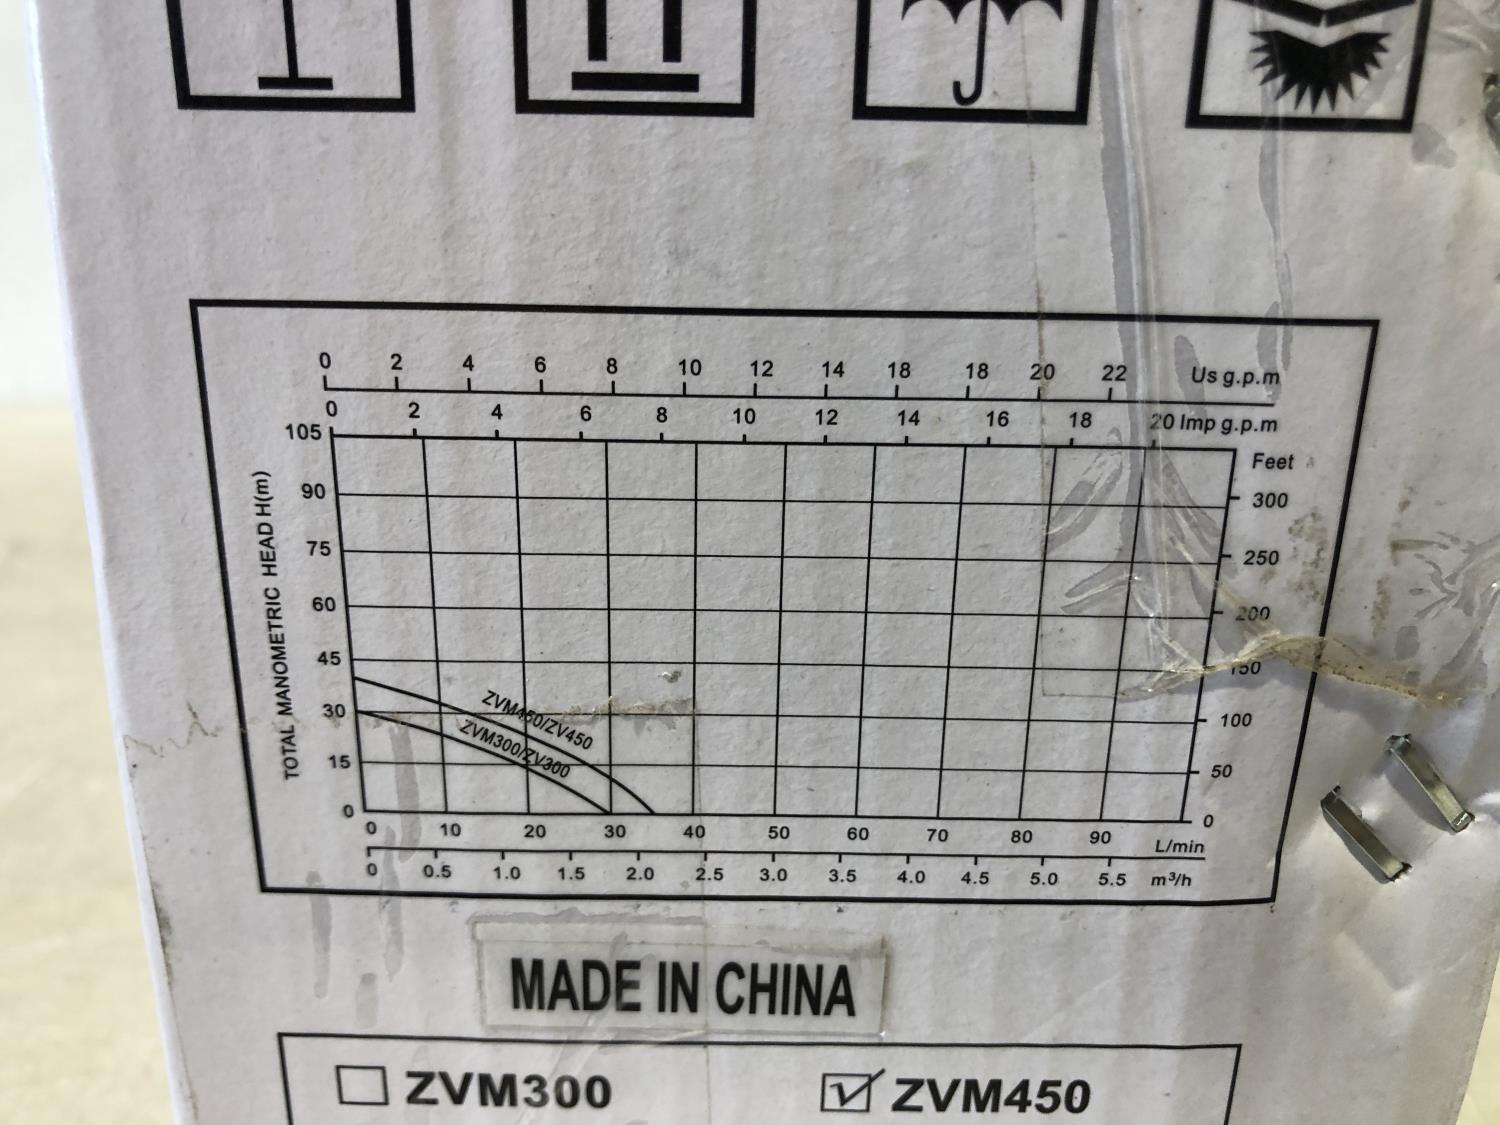 0 2 4 6 8 10 12 14 18 18 20 22 Us g.p.m
0 2 4 6 8 10 12 14 16 18 20 Imp g.p.m
TOTAL MANOMETRIC HEAD H(m)
105
90
75
60
45
30
15
0
Feet
300
250
200
150
100
50
0
ZVM450/ZV450
ZVM300/ZV300
0 10 20 30 40 50 60 70 80 90 L/min
0 0.5 1.0 1.5 2.0 2.5 3.0 3.5 4.0 4.5 5.0 5.5 m³/h
MADE IN CHINA
ZVM300 ZVM450